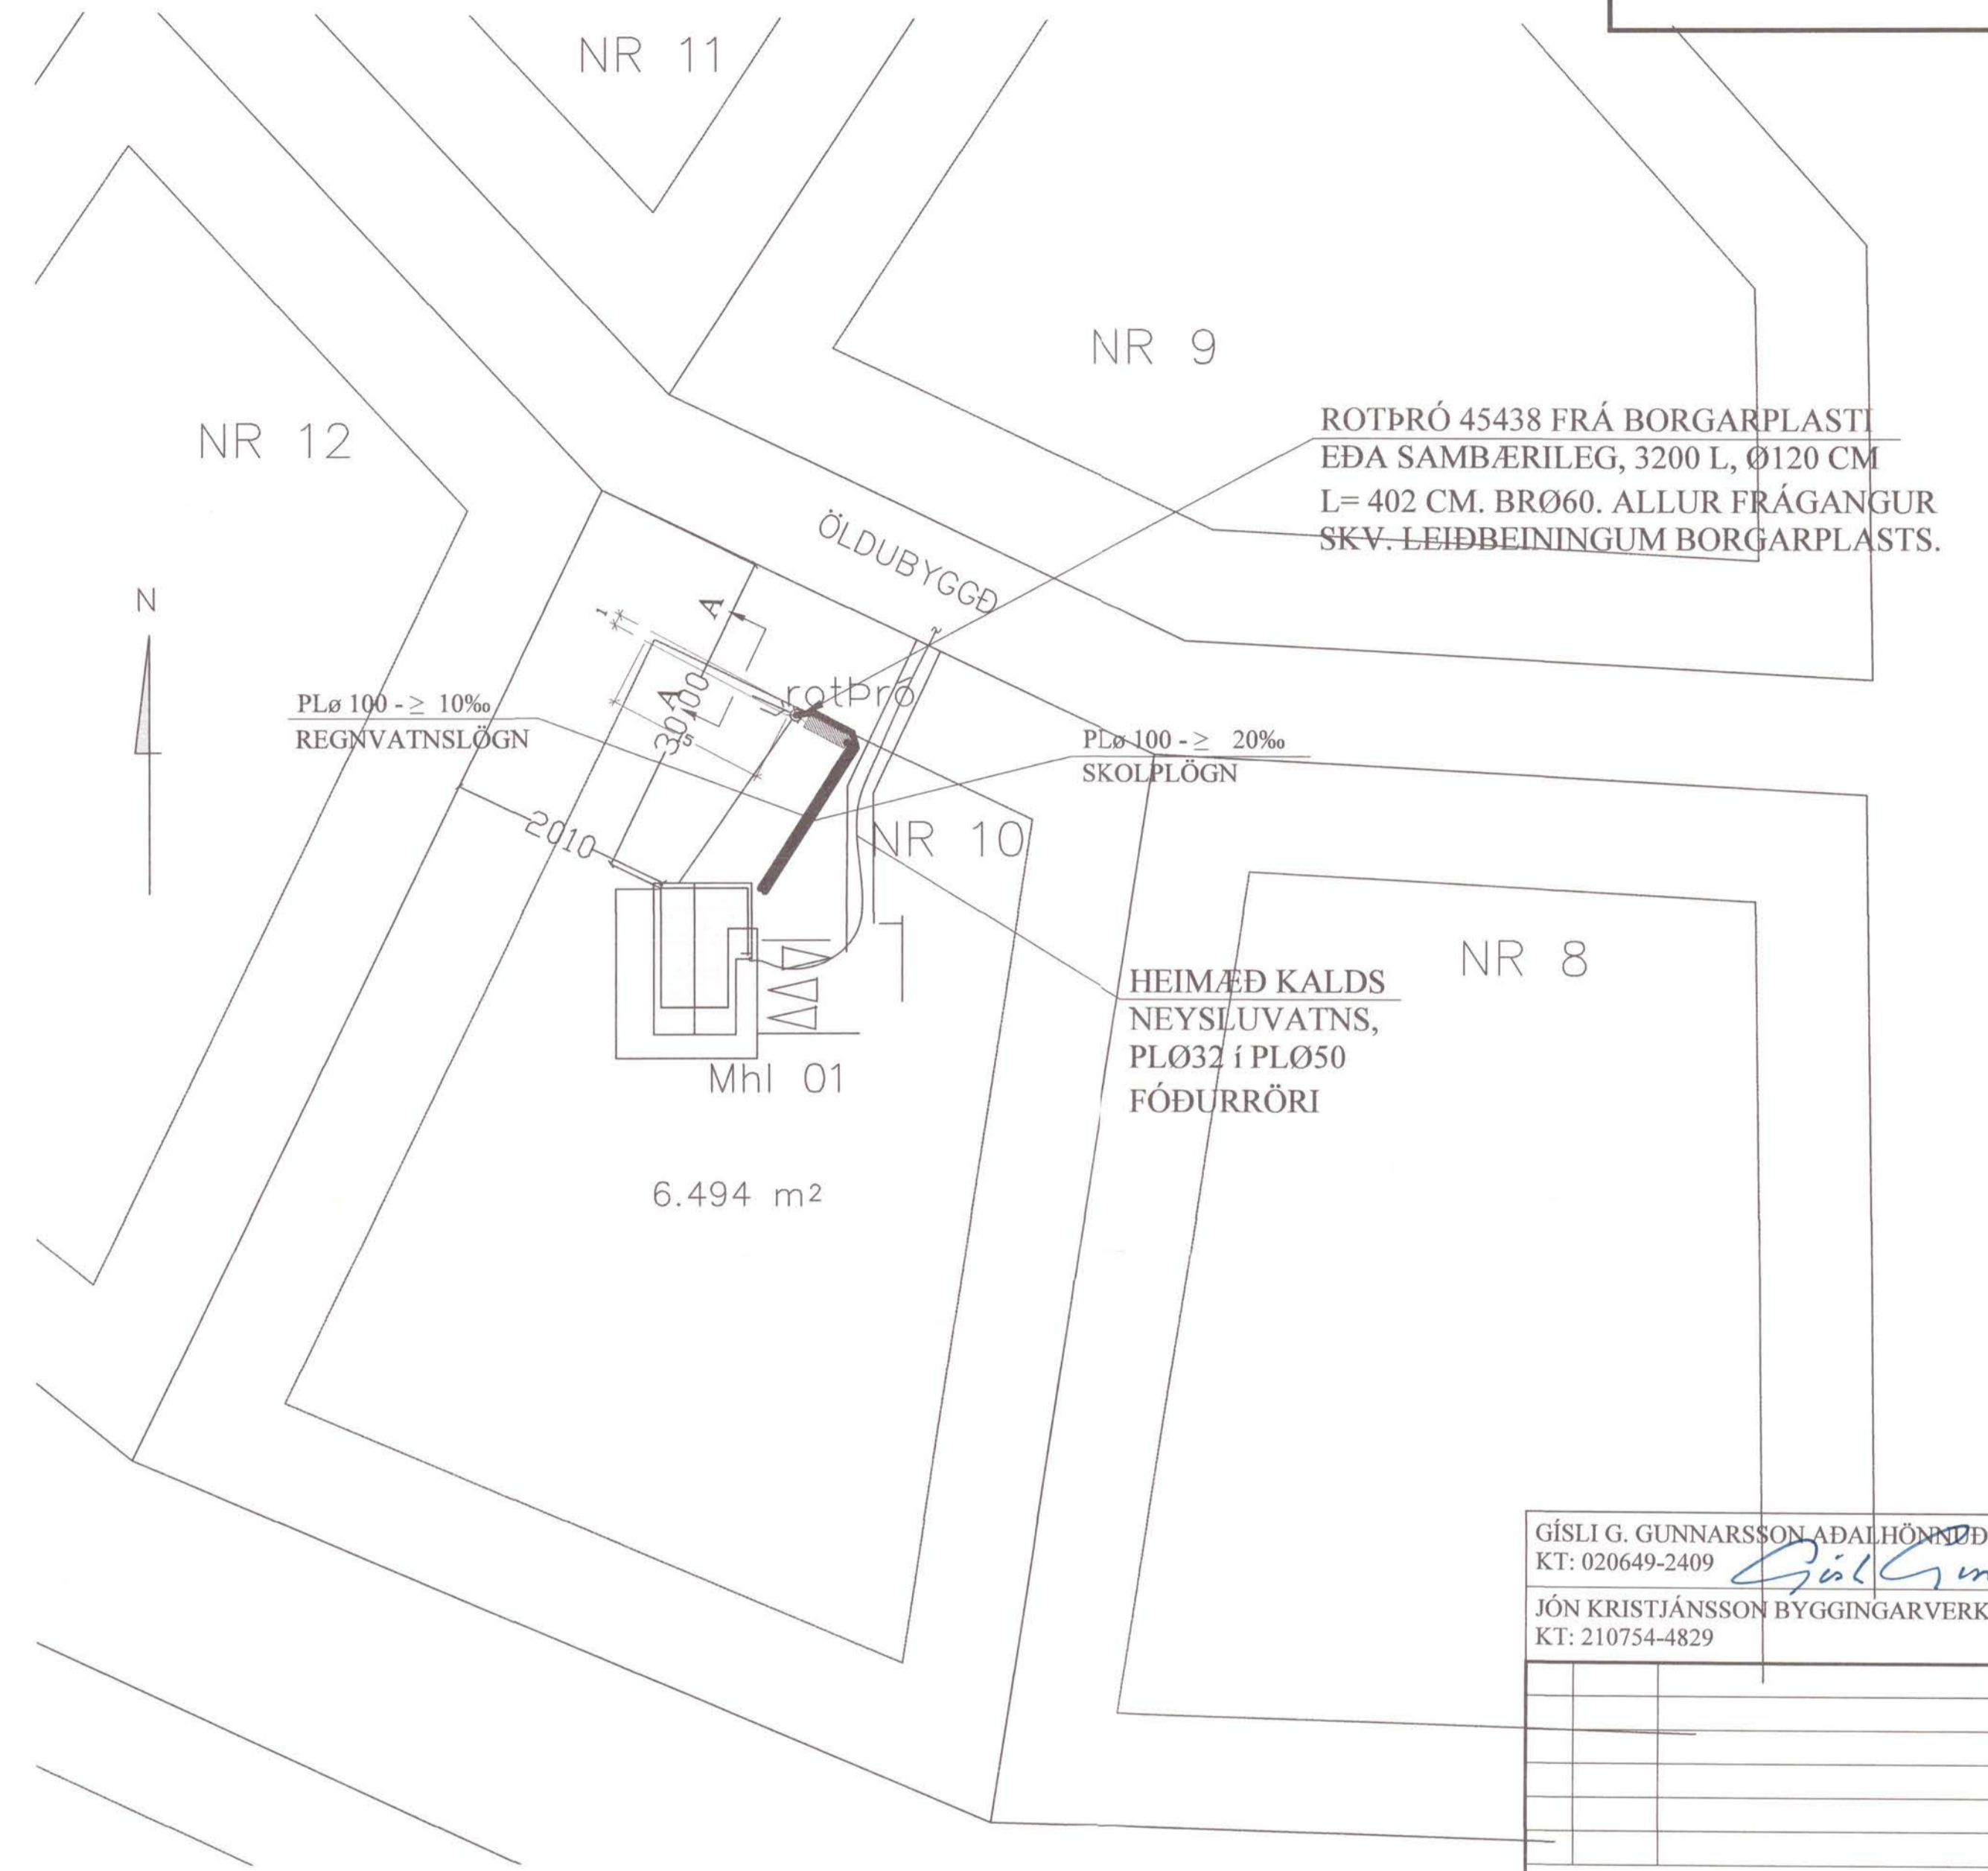 NR 11
NR 9
NR 12
ROTÞRÓ 45438 FRÁ BORGARPLASTI
EÐA SAMBÆRILEG, 3200 L, Ø120 CM
L= 402 CM. BRØ60. ALLUR FRÁGANGUR
SKV. LEIÐBEININGUM BORGARPLASTS.
ÖLDUBYGGÐ
N
1
A
A
rotþró
3000
15
PLø 100 - ≥ 10‰
REGNVATNSLÖGN
PLø 100 - ≥ 20‰
SKOLPLÖGN
2010
NR 10
NR 8
HEIMÆÐ KALDS
NEYSLUVATNS,
PLØ32 í PLØ50
FÓÐURRÖRI
Mhl 01
6.494 m²
GÍSLI G. GUNNARSSON AÐALHÖNNUÐ
KT: 020649-2409
JÓN KRISTJÁNSSON BYGGINGARVERK
KT: 210754-4829